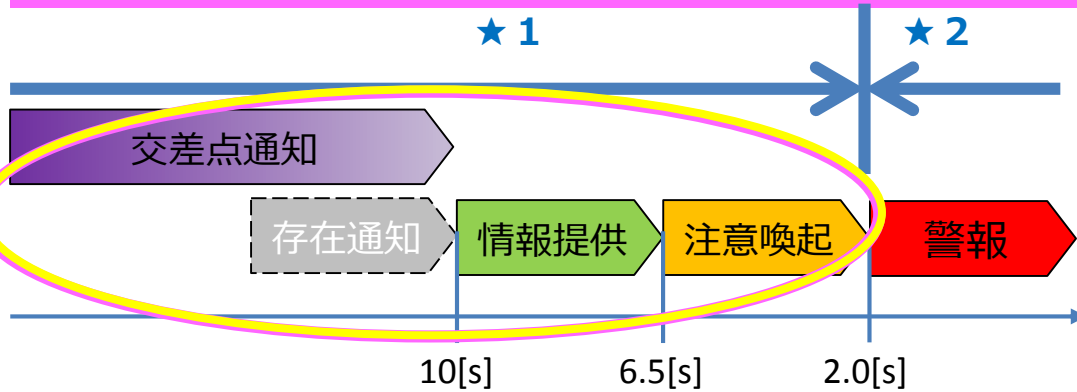 ★ 1
★ 2
交差点通知
存在通知
情報提供
注意喚起
警報
10[s]
6.5[s]
2.0[s]